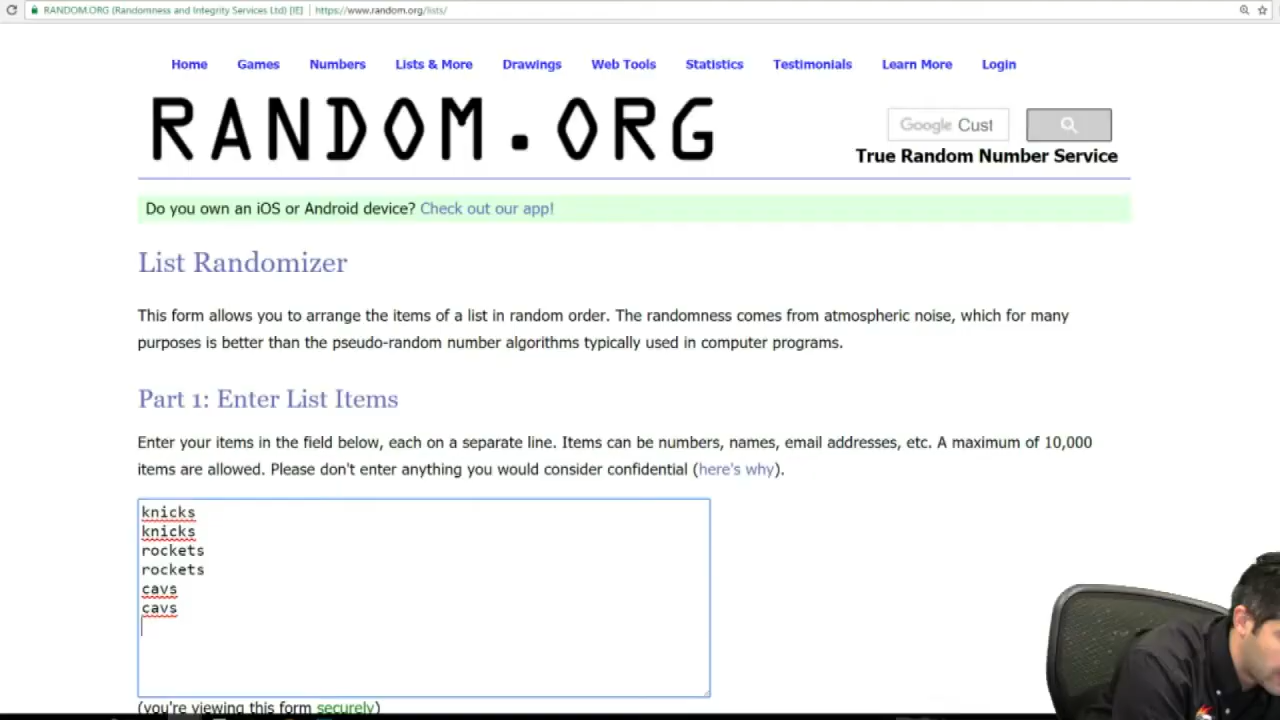 RANDOM.ORG (Randomness and Integrity Services Ltd) [IE] | https://www.random.org/lists/
Home Games Numbers Lists & More Drawings Web Tools Statistics Testimonials Learn More Login
RANDOM.ORG
Google Cust
True Random Number Service
Do you own an iOS or Android device? Check out our app!
List Randomizer
This form allows you to arrange the items of a list in random order. The randomness comes from atmospheric noise, which for many
purposes is better than the pseudo-random number algorithms typically used in computer programs.
Part 1: Enter List Items
Enter your items in the field below, each on a separate line. Items can be numbers, names, email addresses, etc. A maximum of 10,000
items are allowed. Please don't enter anything you would consider confidential (here's why).
knicks
knicks
rockets
rockets
cavs
cavs
(you're viewing this form securely)